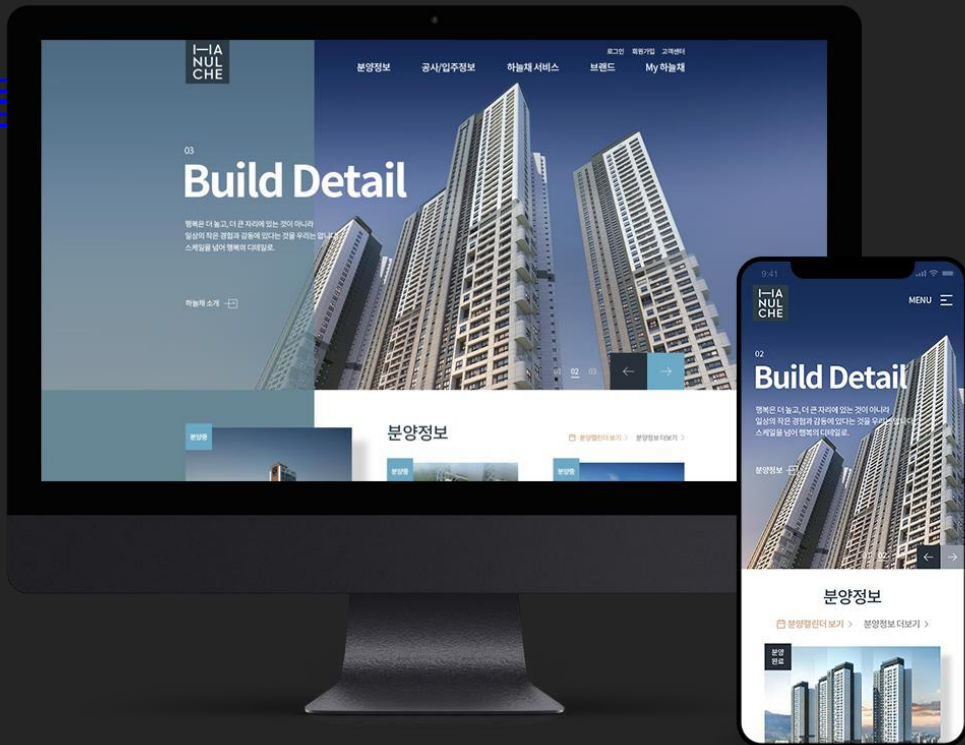 HA
NUL
CHE
로그인 회원가입 고객센터
분양정보 공사/입주정보 하늘채 서비스 브랜드 My 하늘채
03
Build Detail
행복은 더 높고, 더 큰 자리에 있는 것이 아니라
일상의 작은 경험과 감동에 있다는 것을 우리는 압니다.
스케일을 넘어 행복의 디테일로.
하늘채 소개
01 02 03
분양중
분양정보
분양캘린더 보기 > 분양정보 더보기 >
분양중
분양중
9:41
HA
NUL
CHE
MENU
02
Build Detail
행복은 더 높고, 더 큰 자리에 있는 것이 아니라
일상의 작은 경험과 감동에 있다는 것을 우리는 압니다.
스케일을 넘어 행복의 디테일로.
분양정보
01 02
분양정보
분양캘린더 보기 > 분양정보 더보기 >
분양
완료